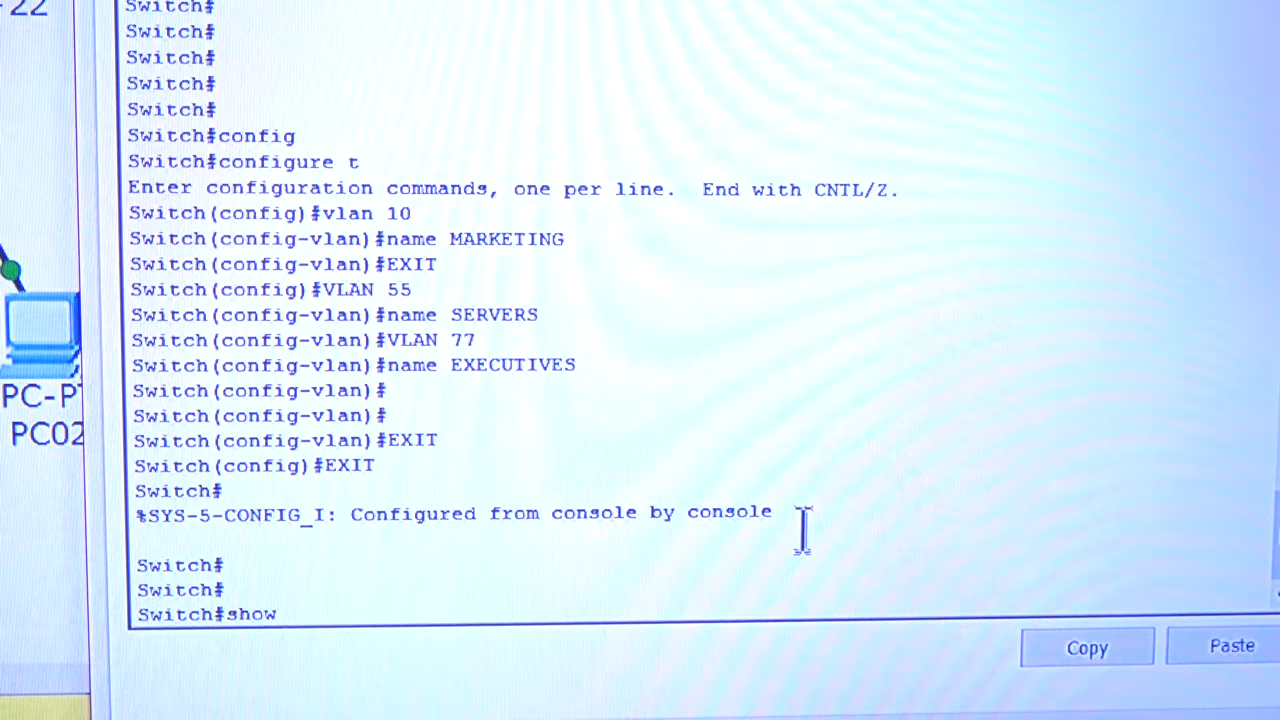 -22
Switch#
Switch#
Switch#
Switch#
Switch#
Switch#config
Switch#configure t
Enter configuration commands, one per line.  End with CNTL/Z.
Switch(config)#vlan 10
Switch(config-vlan)#name MARKETING
Switch(config-vlan)#EXIT
Switch(config)#VLAN 55
Switch(config-vlan)#name SERVERS
Switch(config-vlan)#VLAN 77
Switch(config-vlan)#name EXECUTIVES
Switch(config-vlan)#
Switch(config-vlan)#
Switch(config-vlan)#EXIT
Switch(config)#EXIT
Switch#
%SYS-5-CONFIG_I: Configured from console by console
Switch#
Switch#
Switch#show
PC-P
PC02
Copy
Paste